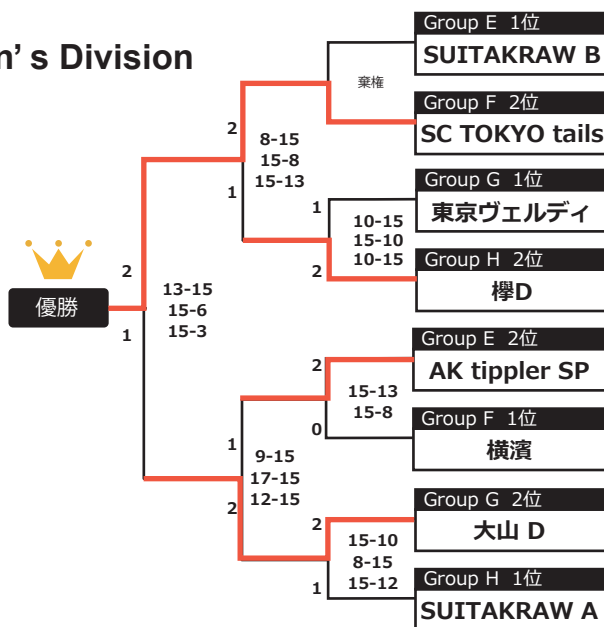 n’ s Division
Group E 1位
SUITAKRAW B
棄権
Group F 2位
SC TOKYO tails
2
8-15
15-8
15-13
1
Group G 1位
東京ヴェルディ
1
10-15
15-10
10-15
2
Group H 2位
欅D
2
優勝
1
13-15
15-6
15-3
Group E 2位
AK tippler SP
2
15-13
15-8
0
Group F 1位
横濱
1
9-15
17-15
12-15
2
Group G 2位
大山 D
2
15-10
8-15
15-12
1
Group H 1位
SUITAKRAW A